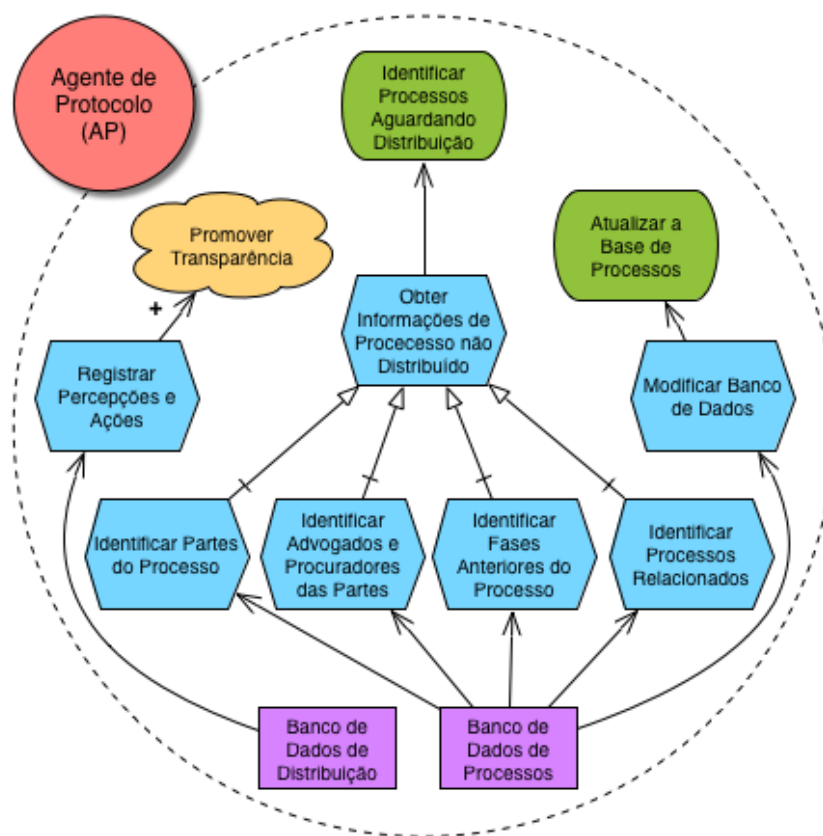 Agente de
Protocolo
(AP)
Identificar
Processos
Aguardando
Distribuição
Promover
Transparência
+
Atualizar a
Base de
Processos
Obter
Informações de
Procecesso não
Distribuído
Registrar
Percepções e
Ações
Modificar Banco
de Dados
Identificar Partes
do Processo
Identificar
Advogados e
Procuradores
das Partes
Identificar
Fases
Anteriores do
Processo
Identificar
Processos
Relacionados
Banco de
Dados de
Distribuição
Banco de
Dados de
Processos